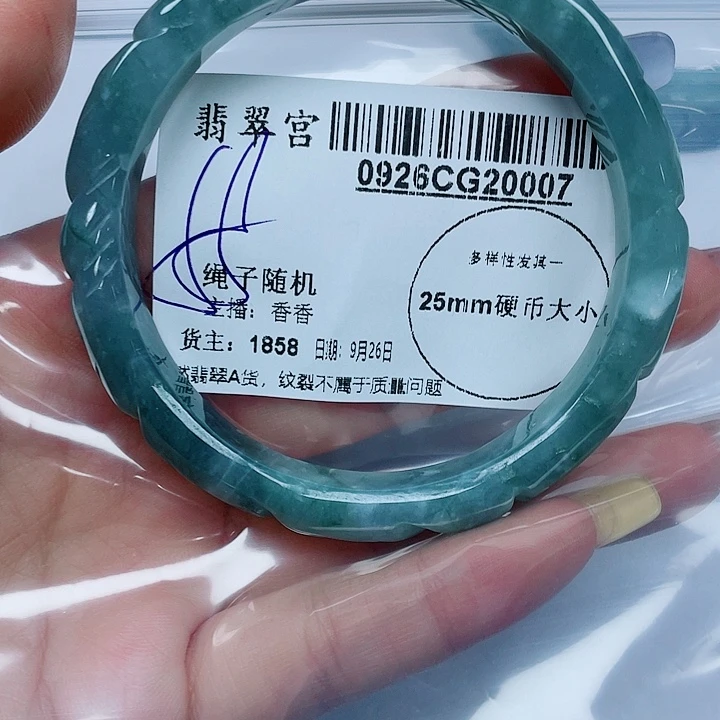 翡翠宫
0926CG20007
多样性发其一
25mm硬币大小
绳子随机
主播：香香
货主：1858 日期：9月26日
翡翠A货，纹裂不属于质量问题